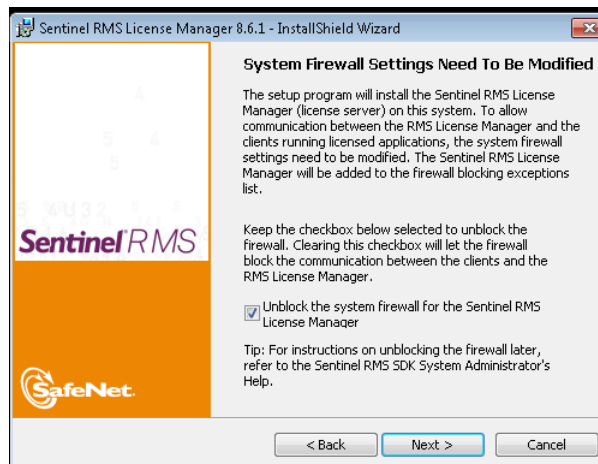 Sentinel RMS License Manager 8.6.1 - InstallShield Wizard
System Firewall Settings Need To Be Modified
The setup program will install the Sentinel RMS License
Manager (license server) on this system. To allow
communication between the RMS License Manager and the
clients running licensed applications, the system firewall
settings need to be modified. The Sentinel RMS License
Manager will be added to the firewall blocking exceptions
list.
Keep the checkbox below selected to unblock the
firewall. Clearing this checkbox will let the firewall
block the communication between the clients and the
RMS License Manager.
Sentinel RMS
Unblock the system firewall for the Sentinel RMS
License Manager
Tip: For instructions on unblocking the firewall later,
refer to the Sentinel RMS SDK System Administrator's
Help.
SafeNet.
< Back
Next >
Cancel